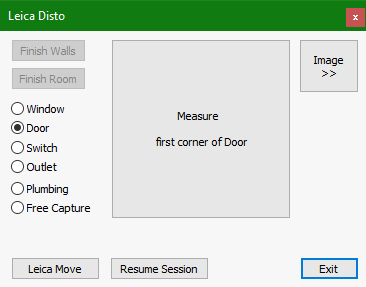 Leica Disto
x
Finish Walls
Finish Room
Window
Door
Switch
Outlet
Plumbing
Free Capture
Measure
first corner of Door
Image
>>
Leica Move
Resume Session
Exit